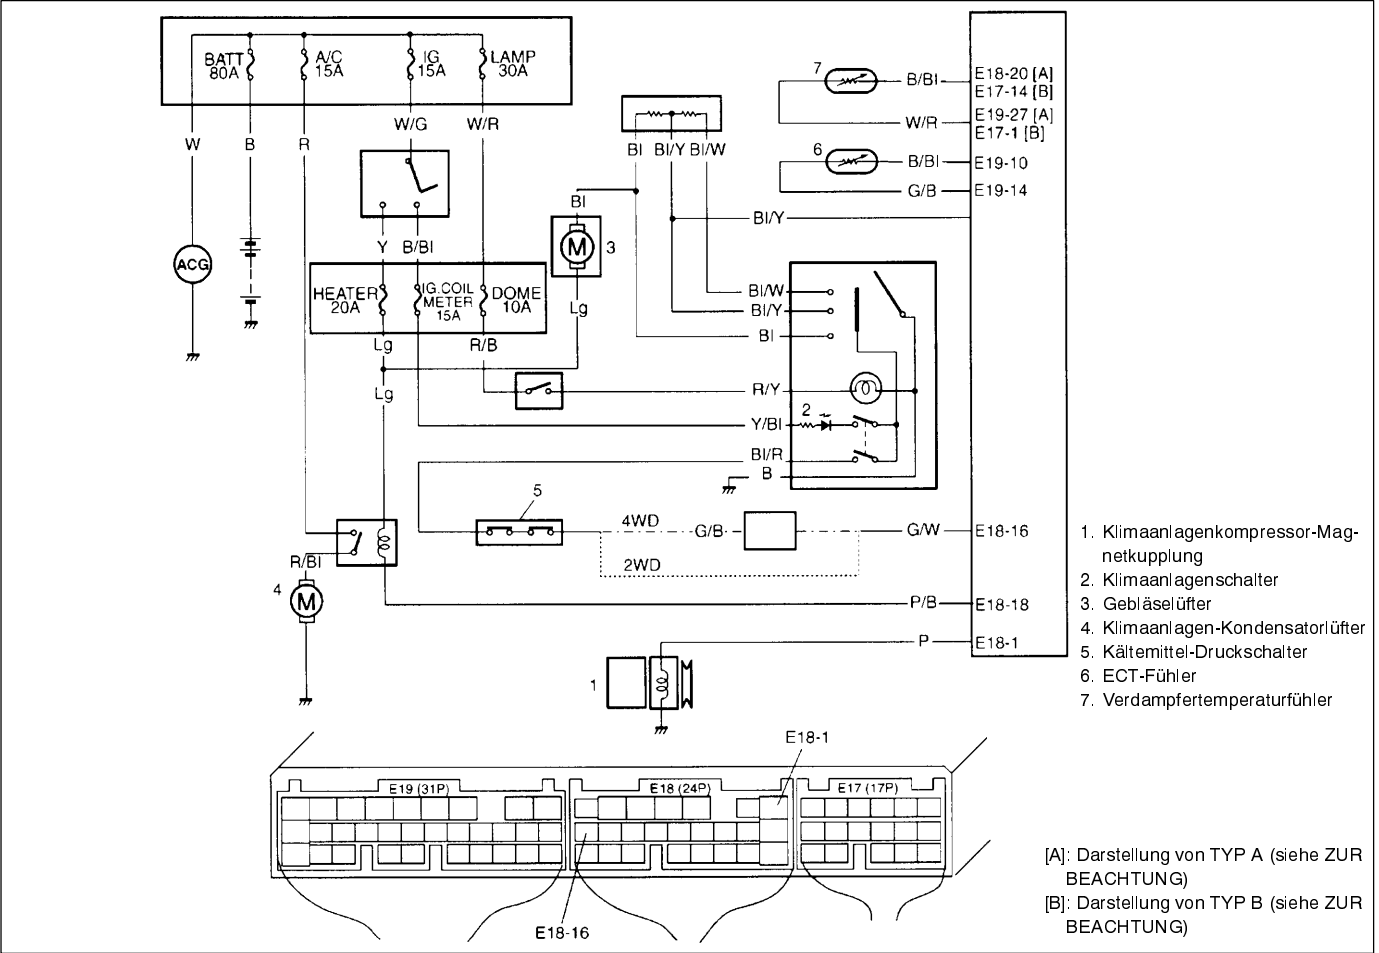 BATT
80A
A/C
15A
IG
15A
LAMP
30A
W
B
R
W/G
W/R
Y
B/Bl
ACG
HEATER
20A
IG.COIL
METER
15A
DOME
10A
Lg
R/B
Lg
Bl
Bl/Y
Bl/W
Bl
M
3
Lg
7
B/Bl
W/R
6
B/Bl
G/B
Bl/Y
E18-20 [A]
E17-14 [B]
E19-27 [A]
E17-1 [B]
E19-10
E19-14
Bl/W
Bl/Y
Bl
R/Y
Y/Bl
2
Bl/R
B
5
4WD
G/B
2WD
G/W
E18-16
R/Bl
4
M
P/B
E18-18
P
E18-1
1
1. Klimaanlagenkompressor-Mag-
netkupplung
2. Klimaanlagenschalter
3. Gebläselüfter
4. Klimaanlagen-Kondensatorlüfter
5. Kältemittel-Druckschalter
6. ECT-Fühler
7. Verdampfertemperaturfühler
E18-1
E19 (31P)
E18 (24P)
E17 (17P)
E18-16
[A]: Darstellung von TYP A (siehe ZUR
BEACHTUNG)
[B]: Darstellung von TYP B (siehe ZUR
BEACHTUNG)